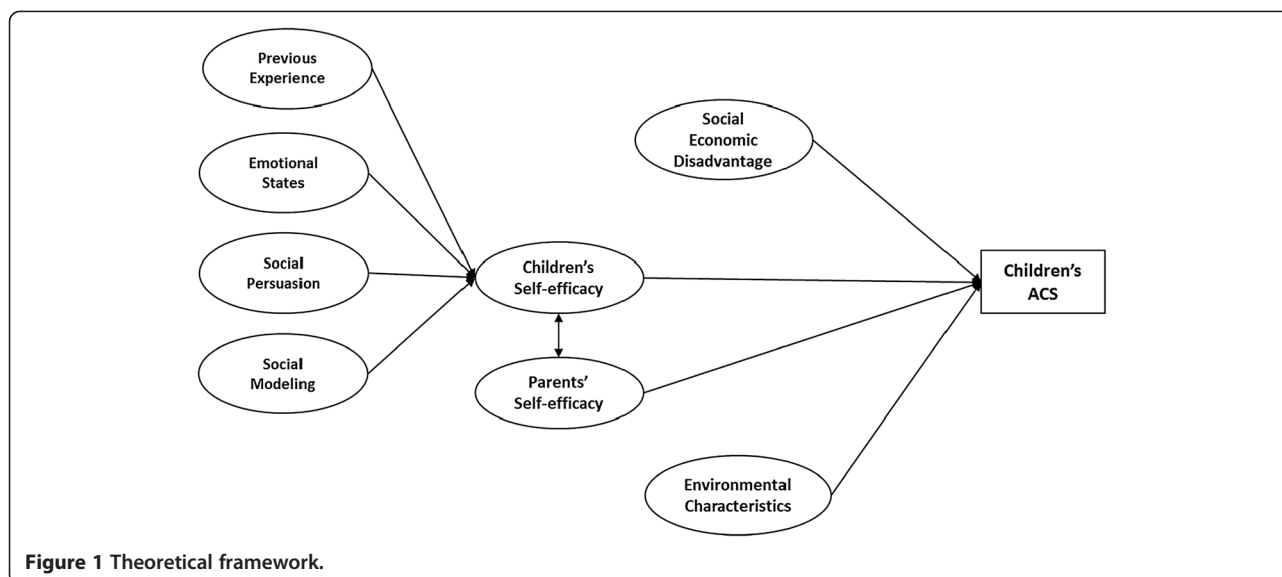 Previous
Experience
Emotional
States
Social
Persuasion
Social
Modeling
Children's
Self-efficacy
Parents'
Self-efficacy
Social
Economic
Disadvantage
Environmental
Characteristics
Children's
ACS
Figure 1 Theoretical framework.